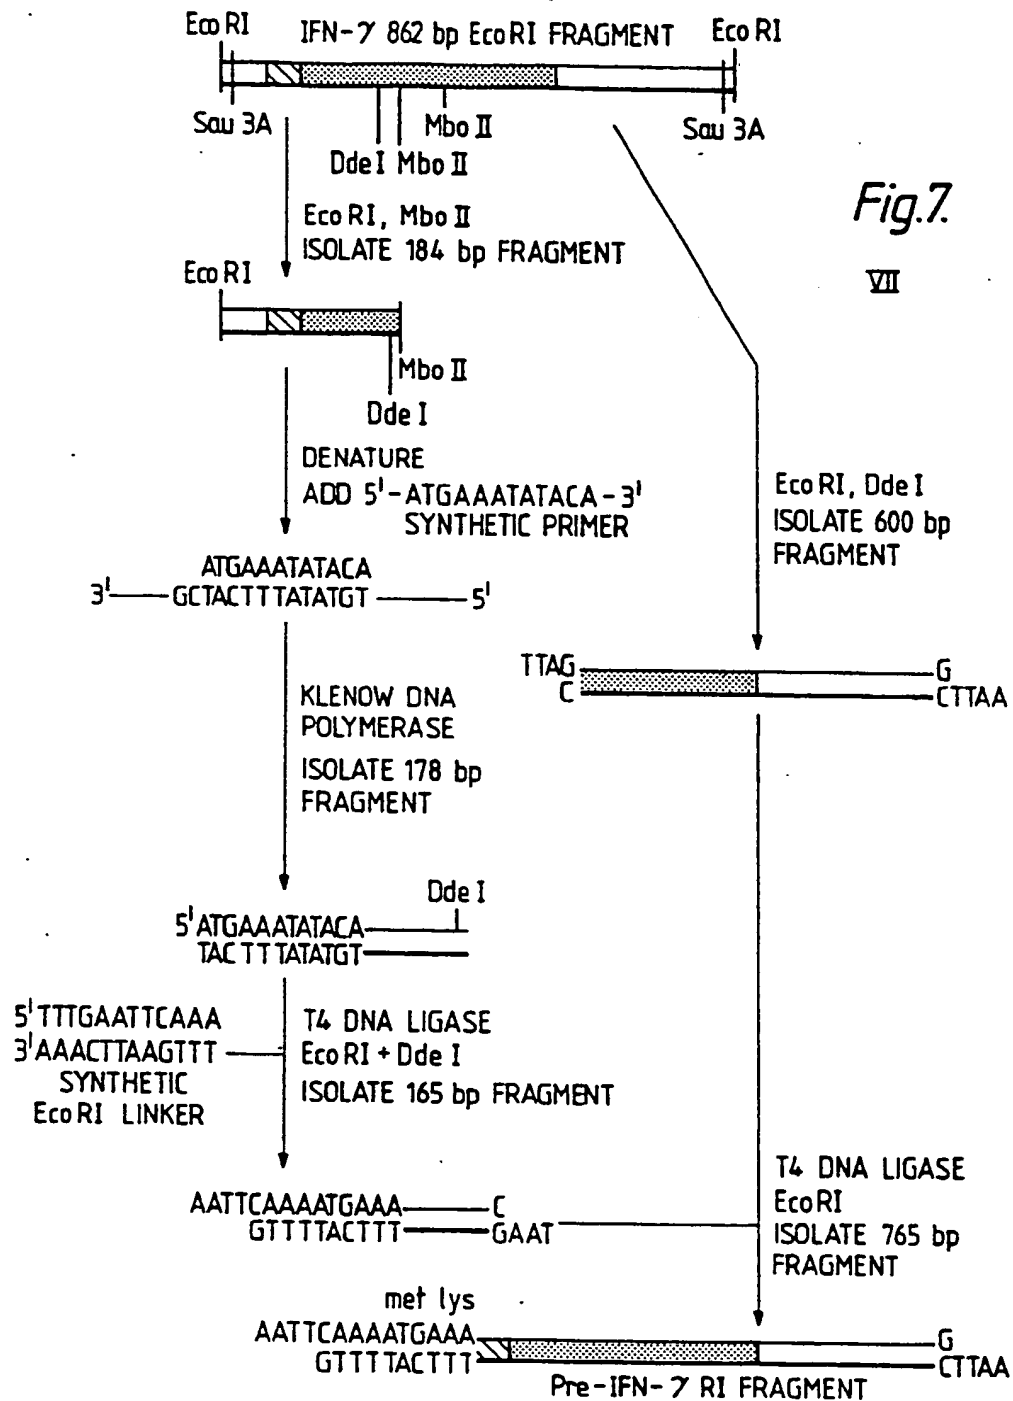 Eco RI
IFN-γ 862 bp EcoRI FRAGMENT
Eco RI
Sau 3A
Mbo II
Sau 3A
Dde I
Mbo II
Fig.7.
VII
Eco RI, Mbo II
ISOLATE 184 bp FRAGMENT
Eco RI
Mbo II
Dde I
DENATURE
ADD 5'-ATGAAATATACA-3'
SYNTHETIC PRIMER
Eco RI, Dde I
ISOLATE 600 bp
FRAGMENT
ATGAAATATACA
3'—GCTACTTTATATGT—5'
TTAG G
C CTTAA
KLENOW DNA
POLYMERASE
ISOLATE 178 bp
FRAGMENT
Dde I
5'ATGAAATATACA
TACTTTATATGT
5'TTTGAATTCAAA
3'AAACTTAAGTTT
SYNTHETIC
Eco RI LINKER
T4 DNA LIGASE
Eco RI + Dde I
ISOLATE 165 bp FRAGMENT
T4 DNA LIGASE
EcoRI
ISOLATE 765 bp
FRAGMENT
AATTCAAAATGAAA—C
GTTTTACTTT—GAAT
met lys
AATTCAAAATGAAA G
GTTTTACTTT CTTAA
Pre-IFN-γ RI FRAGMENT